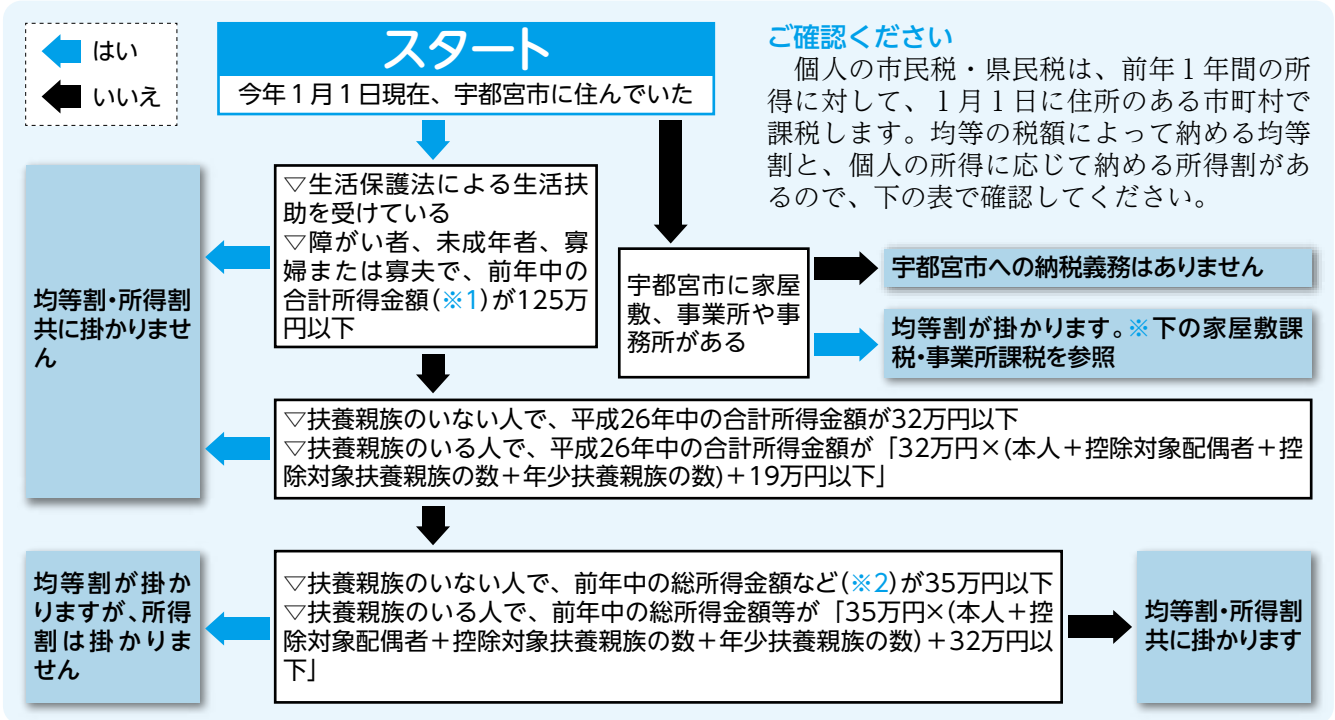 はい
いいえ
スタート
今年1月1日現在、宇都宮市に住んでいた
ご確認ください
個人の市民税・県民税は、前年1年間の所
得に対して、1月1日に住所のある市町村で
課税します。均等の税額によって納める均等
割と、個人の所得に応じて納める所得割があ
るので、下の表で確認してください。
▽生活保護法による生活扶
助を受けている
▽障がい者、未成年者、寡
婦または寡夫で、前年中の
合計所得金額(※1)が125万
円以下
均等割・所得割
共に掛かりませ
ん
宇都宮市に家屋
敷、事業所や事
務所がある
宇都宮市への納税義務はありません
均等割が掛かります。※下の家屋敷課
税・事業所課税を参照
▽扶養親族のいない人で、平成26年中の合計所得金額が32万円以下
▽扶養親族のいる人で、平成26年中の合計所得金額が「32万円×(本人+控除対象配偶者+控
除対象扶養親族の数+年少扶養親族の数)+19万円以下」
均等割が掛か
りますが、所得
割は掛かりま
せん
▽扶養親族のいない人で、前年中の総所得金額など(※2)が35万円以下
▽扶養親族のいる人で、前年中の総所得金額等が「35万円×(本人+控
除対象配偶者+控除対象扶養親族の数+年少扶養親族の数)+32万円以
下」
均等割・所得割
共に掛かります